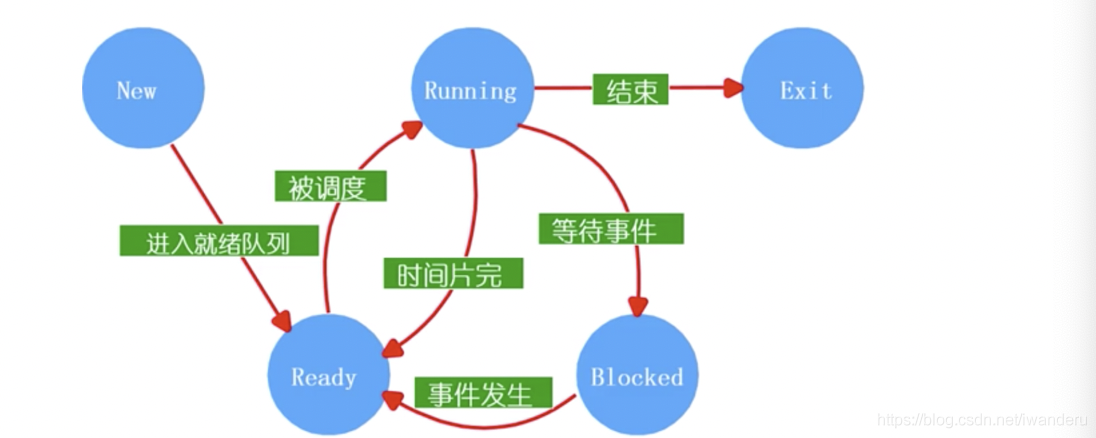 New
Running
结束
Exit
被调度
进入就绪队列
等待事件
时间片完
Ready
Blocked
事件发生
https://blog.csdn.net/iwanderu